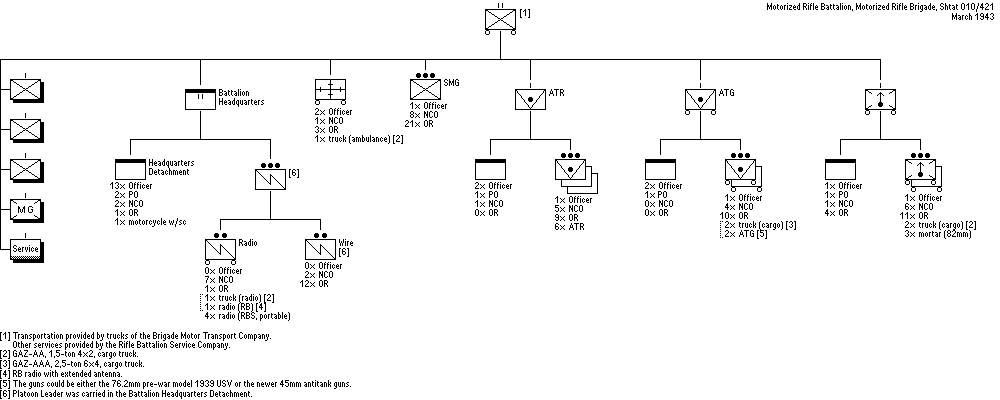 Motorized Rifle Battalion, Motorized Rifle Brigade, Shtat 010/421
March 1943
[1]
Battalion
Headquarters
2× Officer
1× NCO
3× OR
1× truck (ambulance) [2]
SMG
1× Officer
8× NCO
21× OR
ATR
ATG
Headquarters
Detachment
13× Officer
2× PO
2× NCO
1× OR
1× motorcycle w/sc
[6]
2× Officer
1× PO
1× NCO
0× OR
1× Officer
5× NCO
9× OR
6× ATR
2× Officer
1× PO
0× NCO
0× OR
1× Officer
4× NCO
10× OR
2× truck (cargo) [3]
2× ATG [5]
1× Officer
1× PO
1× NCO
4× OR
1× Officer
6× NCO
11× OR
2× truck (cargo) [2]
3× mortar (82mm)
MG
Service
Radio
0× Officer
7× NCO
1× OR
1× truck (radio) [2]
1× radio (RB) [4]
4× radio (RBS, portable)
Wire
[6]
0× Officer
2× NCO
12× OR
[1] Transportation provided by trucks of the Brigade Motor Transport Company.
Other services provided by the Rifle Battalion Service Company.
[2] GAZ-AA, 1,5-ton 4×2, cargo truck.
[3] GAZ-AAA, 2,5-ton 6×4, cargo truck.
[4] RB radio with extended antenna.
[5] The guns could be either the 76.2mm pre-war model 1939 USV or the newer 45mm antitank guns.
[6] Platoon Leader was carried in the Battalion Headquarters Detachment.